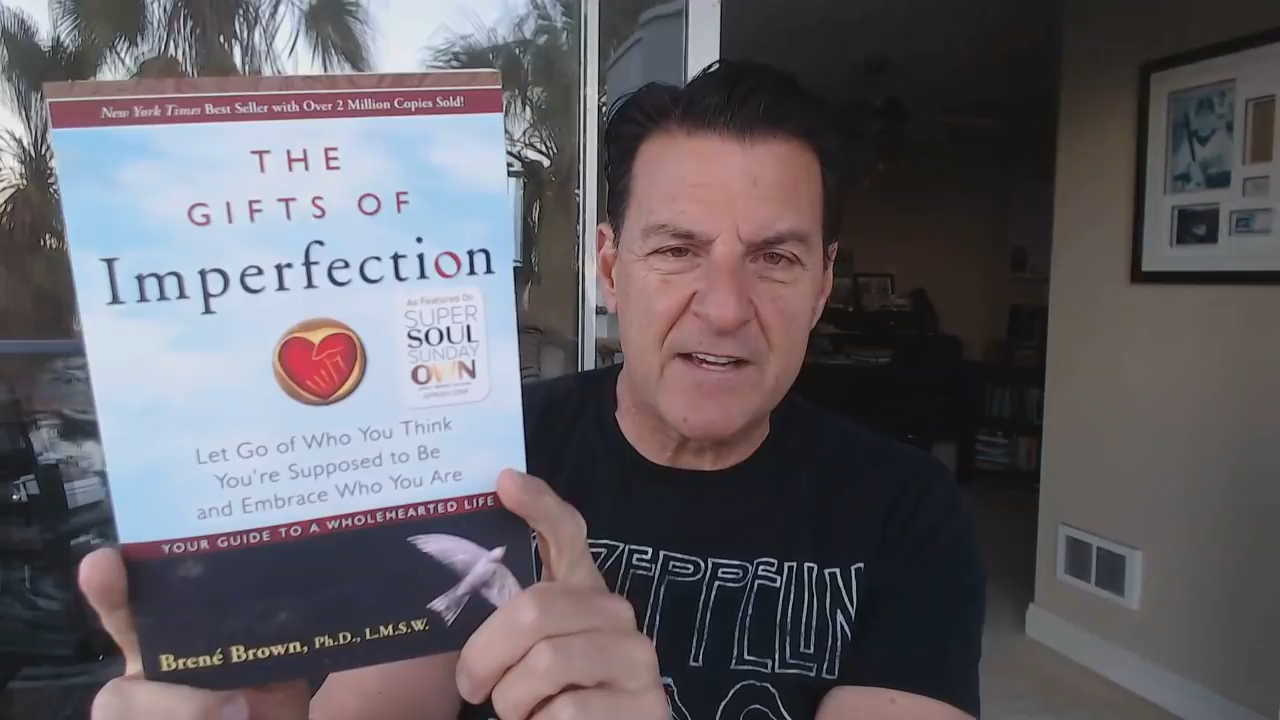 New York Times Best Seller with Over 2 Million Copies Sold!
THE
GIFTS OF
Imperfection
As Featured On
SUPER
SOUL
SUNDAY
OWN
Let Go of Who You Think
You're Supposed to Be
and Embrace Who You Are
YOUR GUIDE TO A WHOLEHEARTED LIFE
Brené Brown, Ph.D., L.M.S.W.
ZEPPELIN